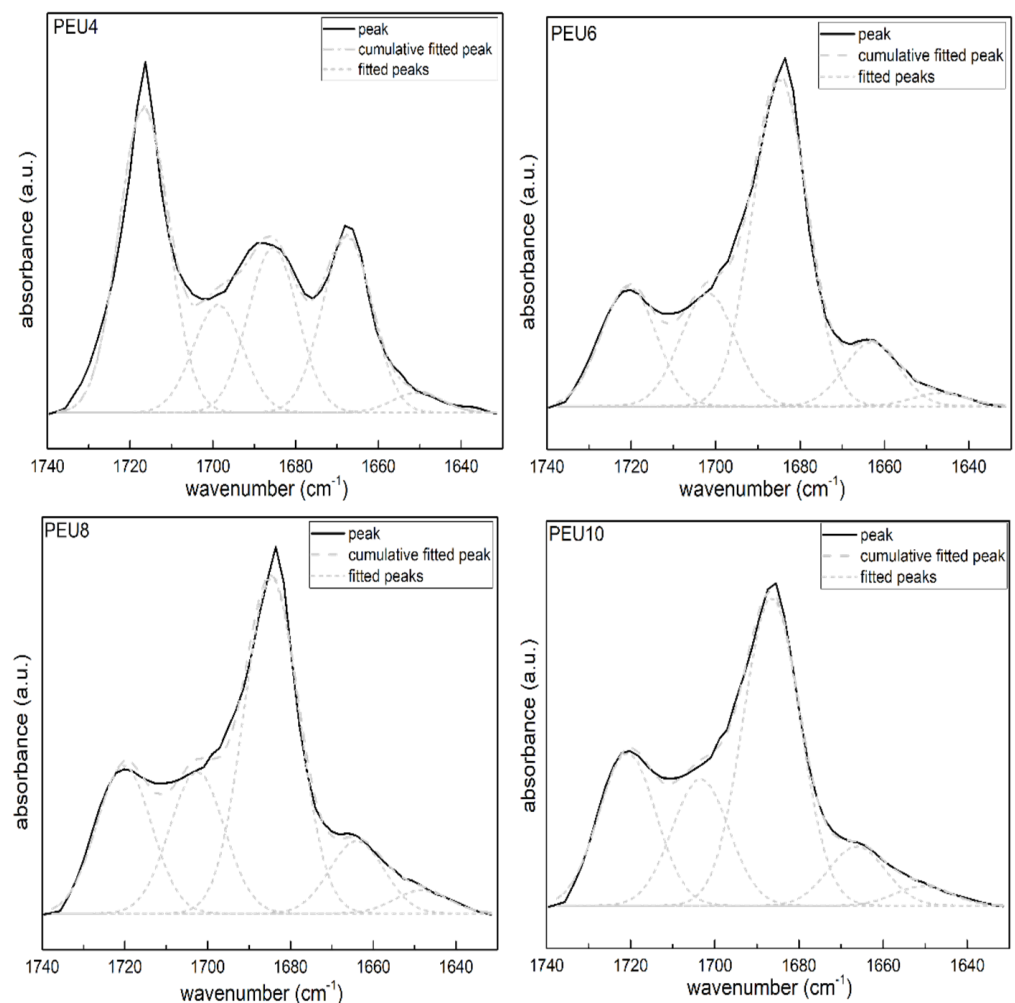 PEU4
peak
cumulative fitted peak
fitted peaks
absorbance (a.u.)
1740 1720 1700 1680 1660 1640
wavenumber (cm⁻¹)
PEU6
peak
cumulative fitted peak
fitted peaks
absorbance (a.u.)
1740 1720 1700 1680 1660 1640
wavenumber (cm⁻¹)
PEU8
peak
cumulative fitted peak
fitted peaks
absorbance (a.u.)
1740 1720 1700 1680 1660 1640
wavenumber (cm⁻¹)
PEU10
peak
cumulative fitted peak
fitted peaks
absorbance (a.u.)
1740 1720 1700 1680 1660 1640
wavenumber (cm⁻¹)